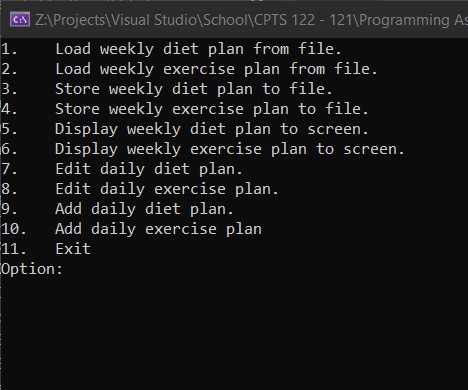 Z:\Projects\Visual Studio\School\CPTS 122 - 121\Programming As
1. Load weekly diet plan from file.
2. Load weekly exercise plan from file.
3. Store weekly diet plan to file.
4. Store weekly exercise plan to file.
5. Display weekly diet plan to screen.
6. Display weekly exercise plan to screen.
7. Edit daily diet plan.
8. Edit daily exercise plan.
9. Add daily diet plan.
10. Add daily exercise plan
11. Exit
Option: